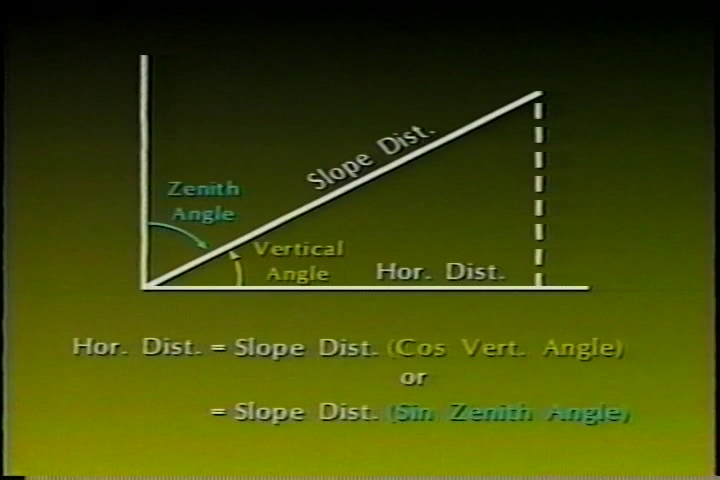 Slope Dist.
Zenith
Angle
Vertical
Angle
Hor. Dist.
Hor. Dist. = Slope Dist. (Cos Vert. Angle)
or
= Slope Dist. (Sin Zenith Angle)